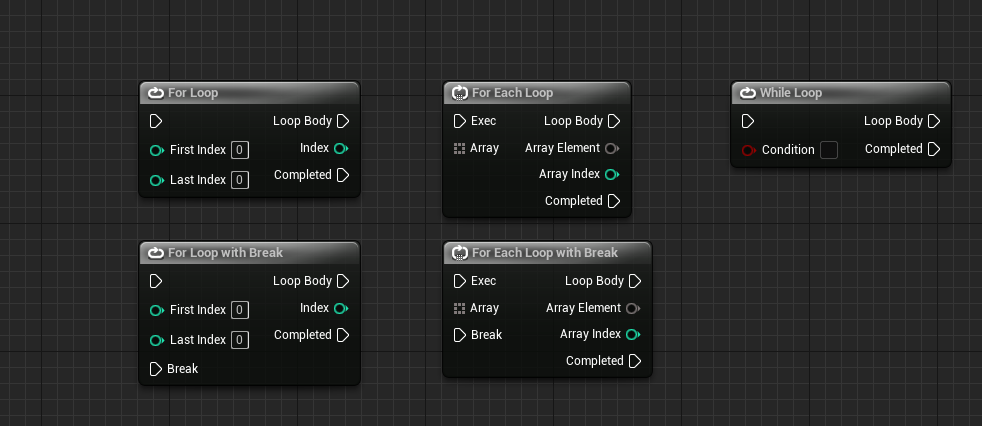 For Loop
Loop Body
First Index 0
Index
Last Index 0
Completed
For Each Loop
Exec
Loop Body
Array
Array Element
Array Index
Completed
While Loop
Loop Body
Condition
Completed
For Loop with Break
Loop Body
First Index 0
Index
Last Index 0
Completed
Break
For Each Loop with Break
Exec
Loop Body
Array
Array Element
Break
Array Index
Completed